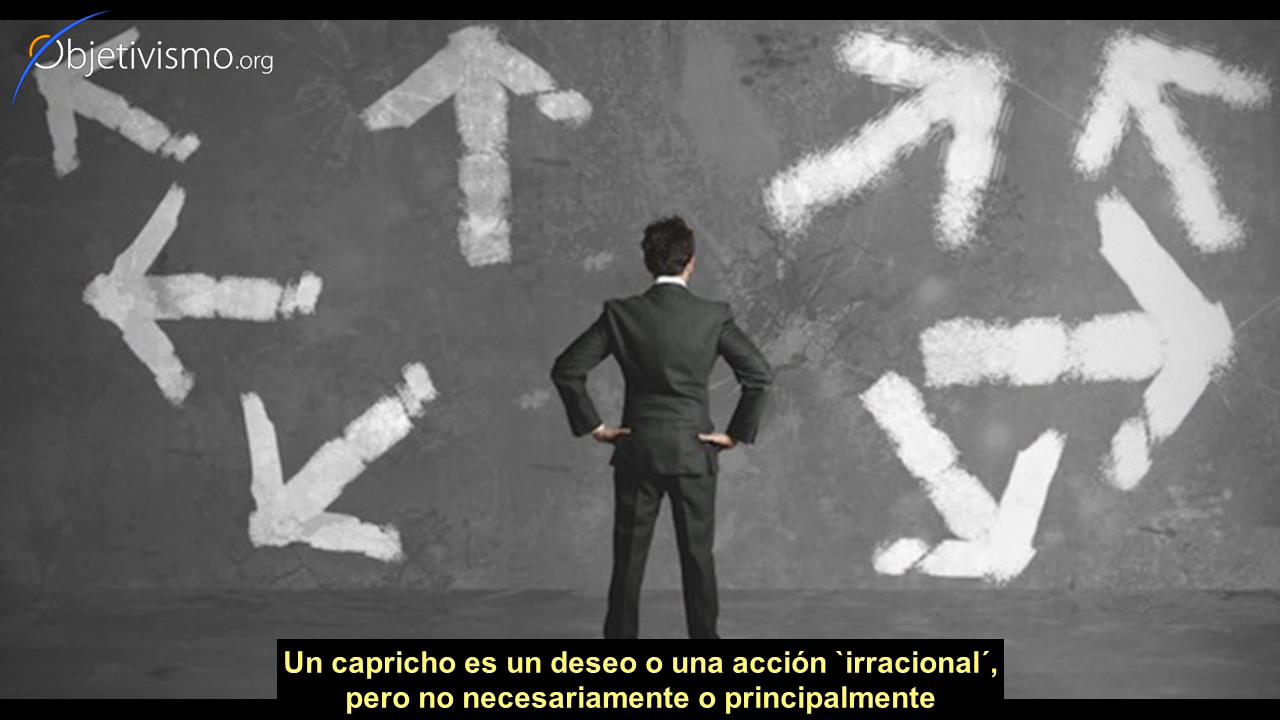 Objetivismo.org
Un capricho es un deseo o una acción `irracional´,
pero no necesariamente o principalmente